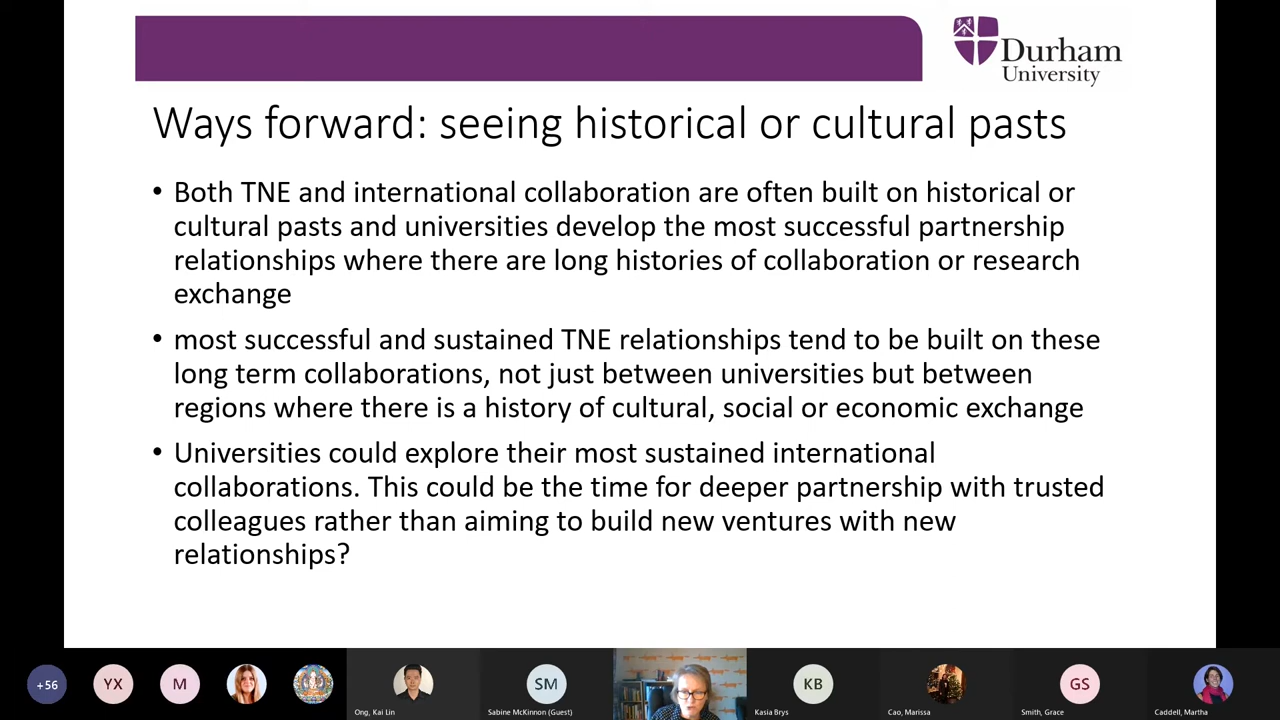 Durham
University
Ways forward: seeing historical or cultural pasts
• Both TNE and international collaboration are often built on historical or
cultural pasts and universities develop the most successful partnership
relationships where there are long histories of collaboration or research
exchange
• most successful and sustained TNE relationships tend to be built on these
long term collaborations, not just between universities but between
regions where there is a history of cultural, social or economic exchange
• Universities could explore their most sustained international
collaborations. This could be the time for deeper partnership with trusted
colleagues rather than aiming to build new ventures with new
relationships?
+56
YX
M
SM
KB
GS
Ong, Kai Lin
Sabine McKinnon (Guest)
Kasia Brys
Cao, Marissa
Smith, Grace
Caddell, Martha